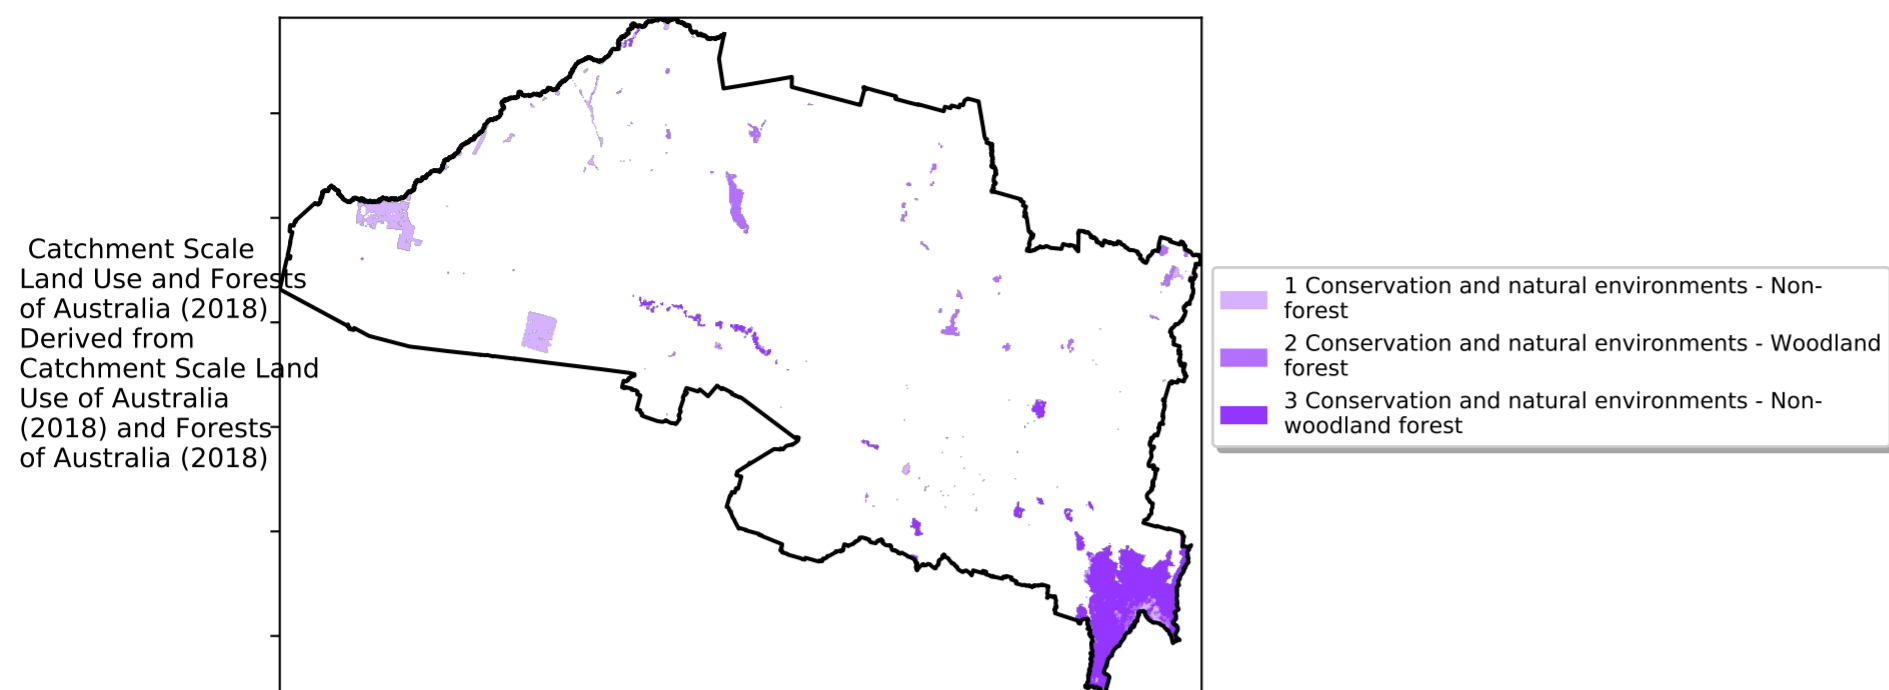 Catchment Scale
Land Use and Forests
of Australia (2018)
Derived from
Catchment Scale Land
Use of Australia
(2018) and Forests
of Australia (2018)
1 Conservation and natural environments - Non-
forest
2 Conservation and natural environments - Woodland
forest
3 Conservation and natural environments - Non-
woodland forest